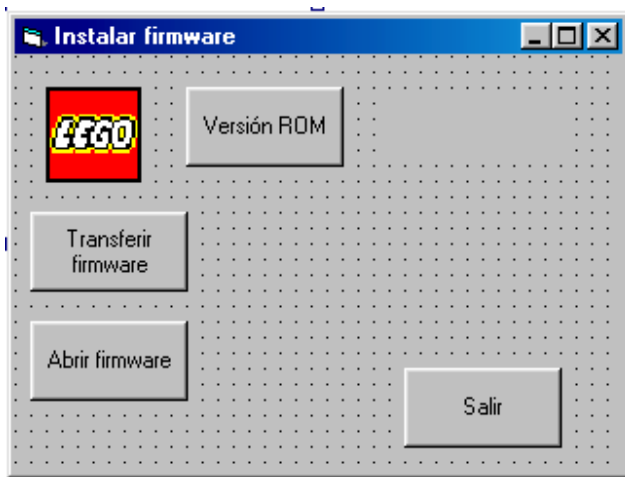 Instalar firmware
LEGO
Versión ROM
Transferir
firmware
Abrir firmware
Salir